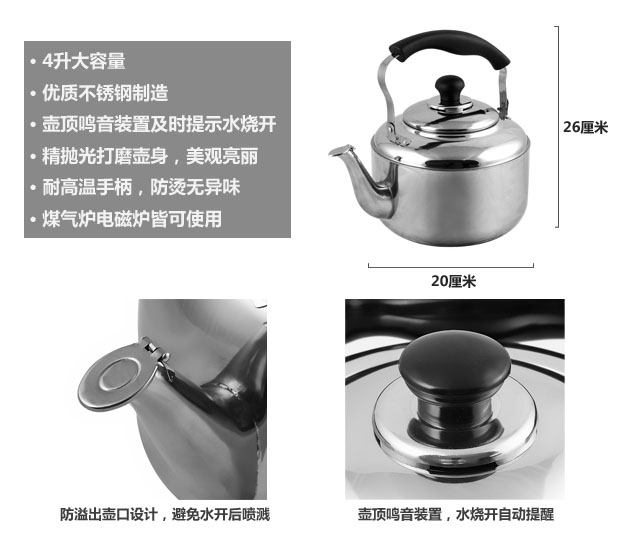 • 4升大容量
• 优质不锈钢制造
• 壶顶鸣音装置及时提示水烧开
• 精抛光打磨壶身，美观亮丽
• 耐高温手柄，防烫无异味
• 煤气炉电磁炉皆可使用
26厘米
20厘米
防溢出壶口设计，避免水开后喷溅
壶顶鸣音装置，水烧开自动提醒